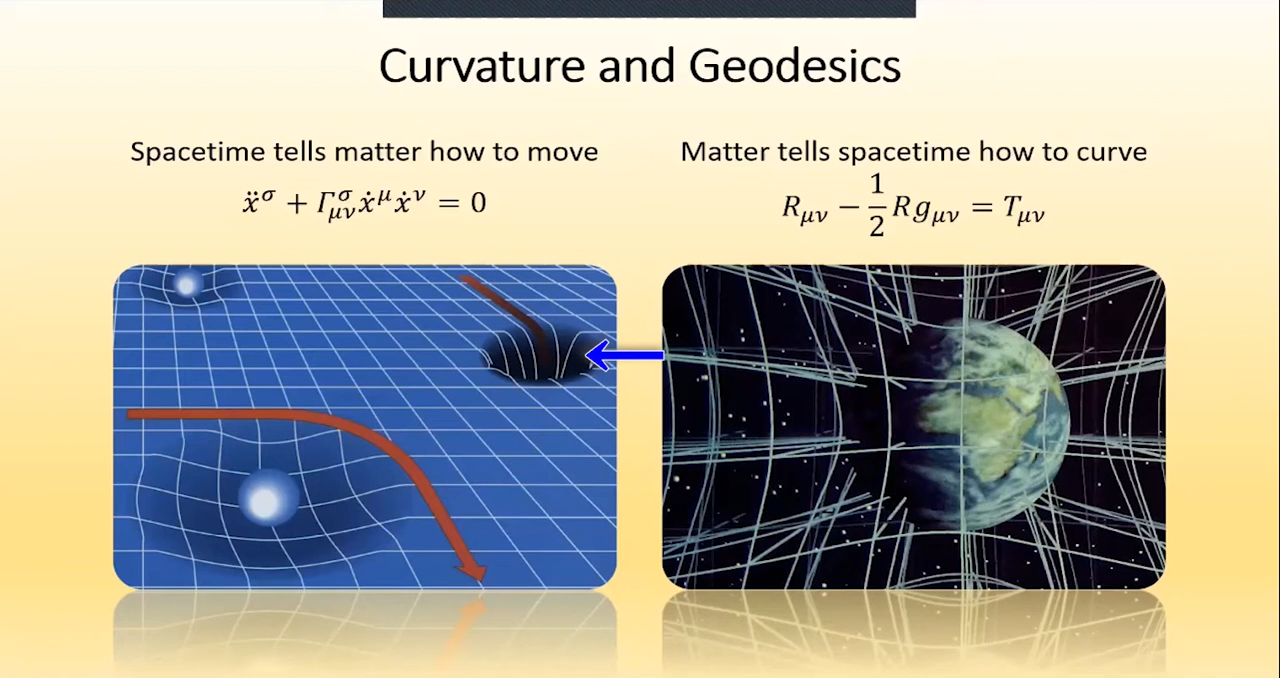 Curvature and Geodesics
Spacetime tells matter how to move
ẍ^σ + Γ^σ_μν ẋ^μ ẋ^ν = 0
Matter tells spacetime how to curve
R_μν − 1/2 R g_μν = T_μν